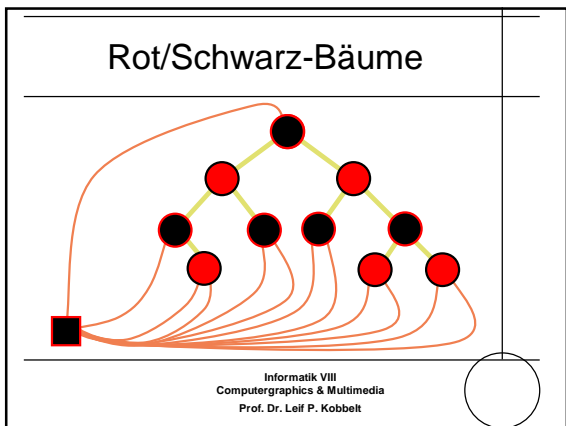 Rot/Schwarz-Bäume
Informatik VIII
Computergraphics & Multimedia
Prof. Dr. Leif P. Kobbelt